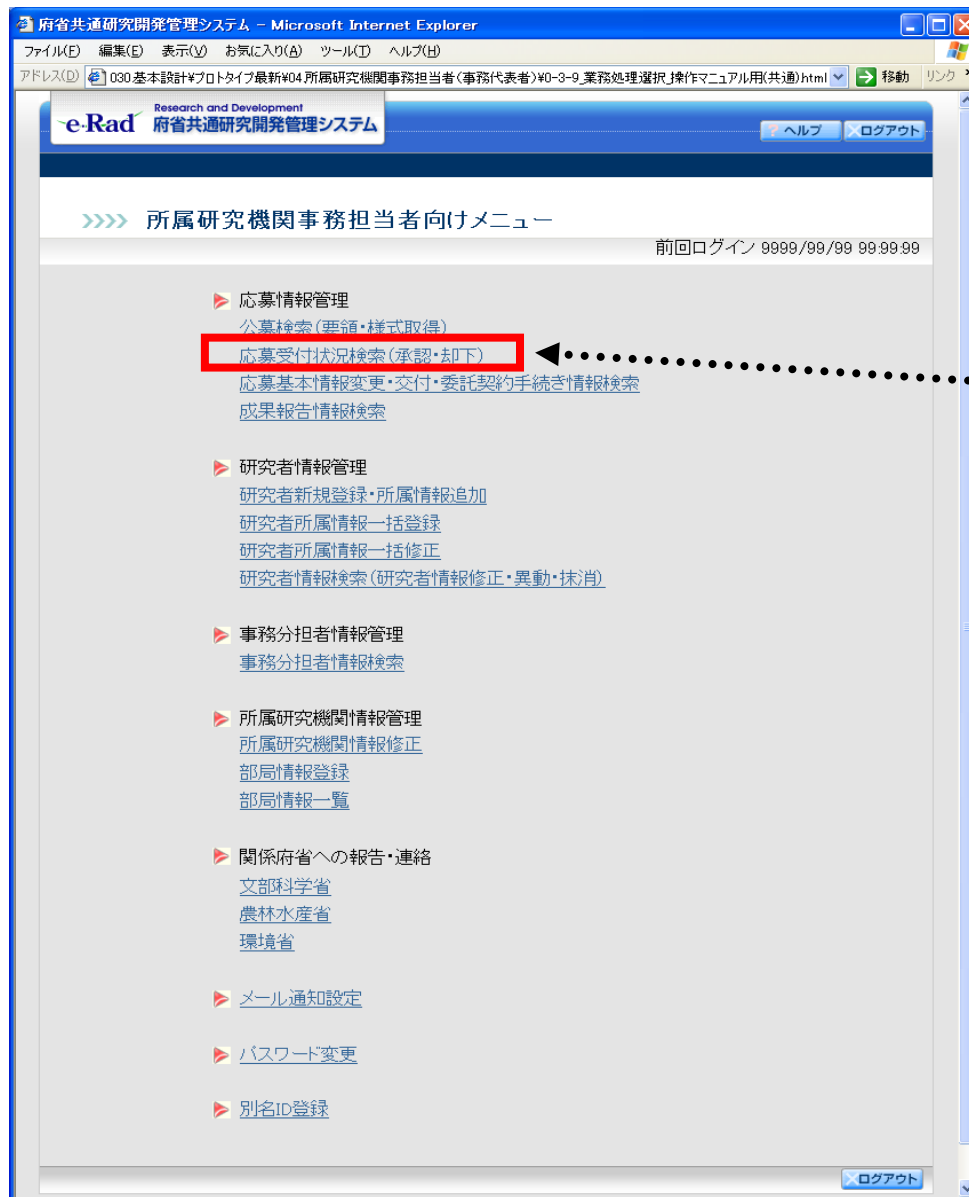 府省共通研究開発管理システム - Microsoft Internet Explorer
ファイル(F) 編集(E) 表示(V) お気に入り(A) ツール(T) ヘルプ(H)
アドレス(D) 030基本設計¥プロトタイプ最新¥04.所属研究機関事務担当者(事務代表者)¥0-3-9_業務処理選択_操作マニュアル用(共通).html 移動 リンク
e-Rad Research and Development
府省共通研究開発管理システム
? ヘルプ ログアウト
>>>> 所属研究機関事務担当者向けメニュー
前回ログイン 9999/99/99 99:99:99
応募情報管理
公募検索(要領・様式取得)
応募受付状況検索(承認・却下)
応募基本情報変更・交付・委託契約手続き情報検索
成果報告情報検索
研究者情報管理
研究者新規登録・所属情報追加
研究者所属情報一括登録
研究者所属情報一括修正
研究者情報検索(研究者情報修正・異動・抹消)
事務分担者情報管理
事務分担者情報検索
所属研究機関情報管理
所属研究機関情報修正
部局情報登録
部局情報一覧
関係府省への報告・連絡
文部科学省
農林水産省
環境省
メール通知設定
パスワード変更
別名ID登録
ログアウト